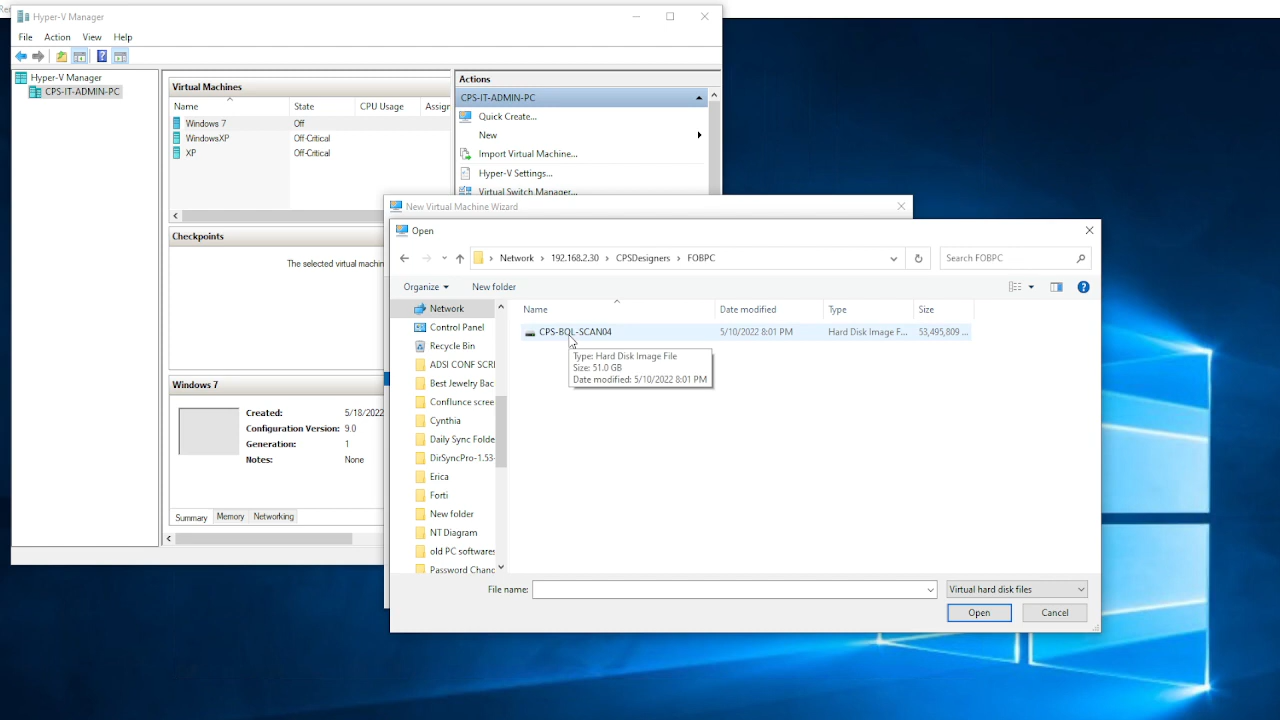 Hyper-V Manager
File Action View Help
Hyper-V Manager
CPS-IT-ADMIN-PC
Virtual Machines
Name State CPU Usage Assigr
Windows 7 Off
WindowsXP Off-Critical
XP Off-Critical
Checkpoints
The selected virtual machin
Windows 7
Created: 5/18/2022
Configuration Version: 9.0
Generation: 1
Notes: None
Summary Memory Networking
Actions
CPS-IT-ADMIN-PC
Quick Create...
New
Import Virtual Machine...
Hyper-V Settings...
Virtual Switch Manager...
New Virtual Machine Wizard
Open
Network › 192.168.2.30 › CPSDesigners › FOBPC
Search FOBPC
Organize New folder
Network
Control Panel
Recycle Bin
ADSI CONF SCRI
Best Jewelry Bac
Conflunce scree
Cynthia
Daily Sync Folde
DirSyncPro-1.53-
Erica
Forti
New folder
NT Diagram
old PC softwares
Password Chanc
Name Date modified Type Size
CPS-BQL-SCAN04 5/10/2022 8:01 PM Hard Disk Image F... 53,495,809 ...
Type: Hard Disk Image File
Size: 51.0 GB
Date modified: 5/10/2022 8:01 PM
File name: Virtual hard disk files
Open Cancel